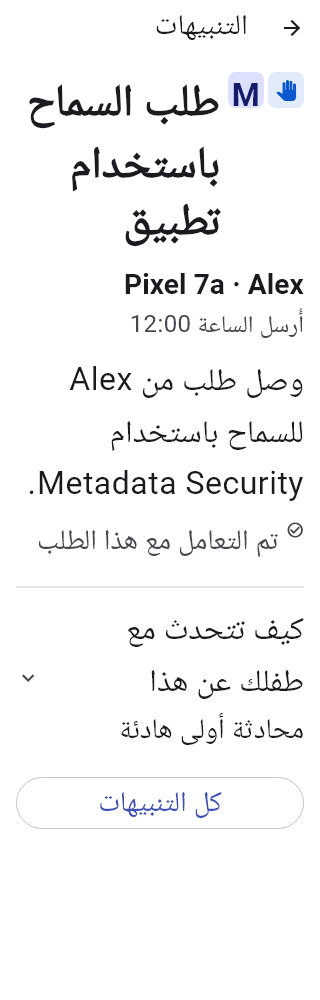 التنبيهات
M
طلب السماح
باستخدام
تطبيق
Pixel 7a · Alex
أرسل الساعة 12:00
وصل طلب من Alex
للسماح باستخدام
Metadata Security.
تم التعامل مع هذا الطلب
كيف تتحدث مع
طفلك عن هذا
محادثة أولى هادئة
كل التنبيهات